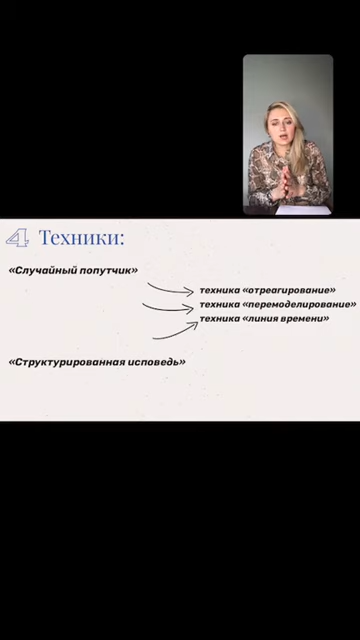 4 Техники:
«Случайный попутчик»
техника «отреагирование»
техника «перемоделирование»
техника «линия времени»
«Структурированная исповедь»